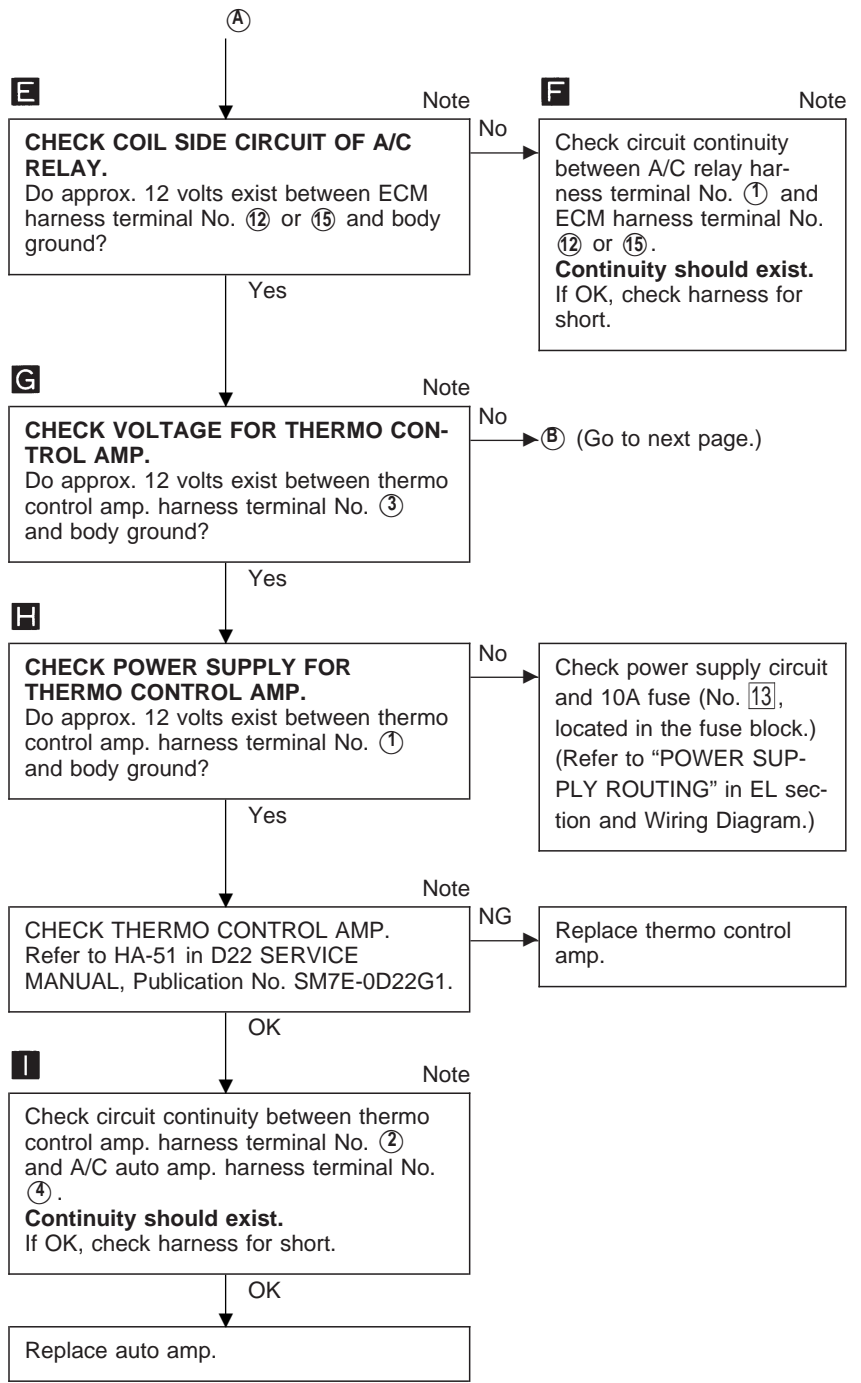 Ⓐ
E
Note
CHECK COIL SIDE CIRCUIT OF A/C
RELAY.
Do approx. 12 volts exist between ECM
harness terminal No. ⑫ or ⑮ and body
ground?
No
F
Note
Check circuit continuity
between A/C relay har-
ness terminal No. ① and
ECM harness terminal No.
⑫ or ⑮.
Continuity should exist.
If OK, check harness for
short.
Yes
G
Note
CHECK VOLTAGE FOR THERMO CON-
TROL AMP.
Do approx. 12 volts exist between thermo
control amp. harness terminal No. ③
and body ground?
No
Ⓑ (Go to next page.)
Yes
H
CHECK POWER SUPPLY FOR
THERMO CONTROL AMP.
Do approx. 12 volts exist between thermo
control amp. harness terminal No. ①
and body ground?
No
Check power supply circuit
and 10A fuse (No. 13,
located in the fuse block.)
(Refer to “POWER SUP-
PLY ROUTING” in EL sec-
tion and Wiring Diagram.)
Yes
Note
CHECK THERMO CONTROL AMP.
Refer to HA-51 in D22 SERVICE
MANUAL, Publication No. SM7E-0D22G1.
NG
Replace thermo control
amp.
OK
I
Note
Check circuit continuity between thermo
control amp. harness terminal No. ②
and A/C auto amp. harness terminal No.
④.
Continuity should exist.
If OK, check harness for short.
OK
Replace auto amp.